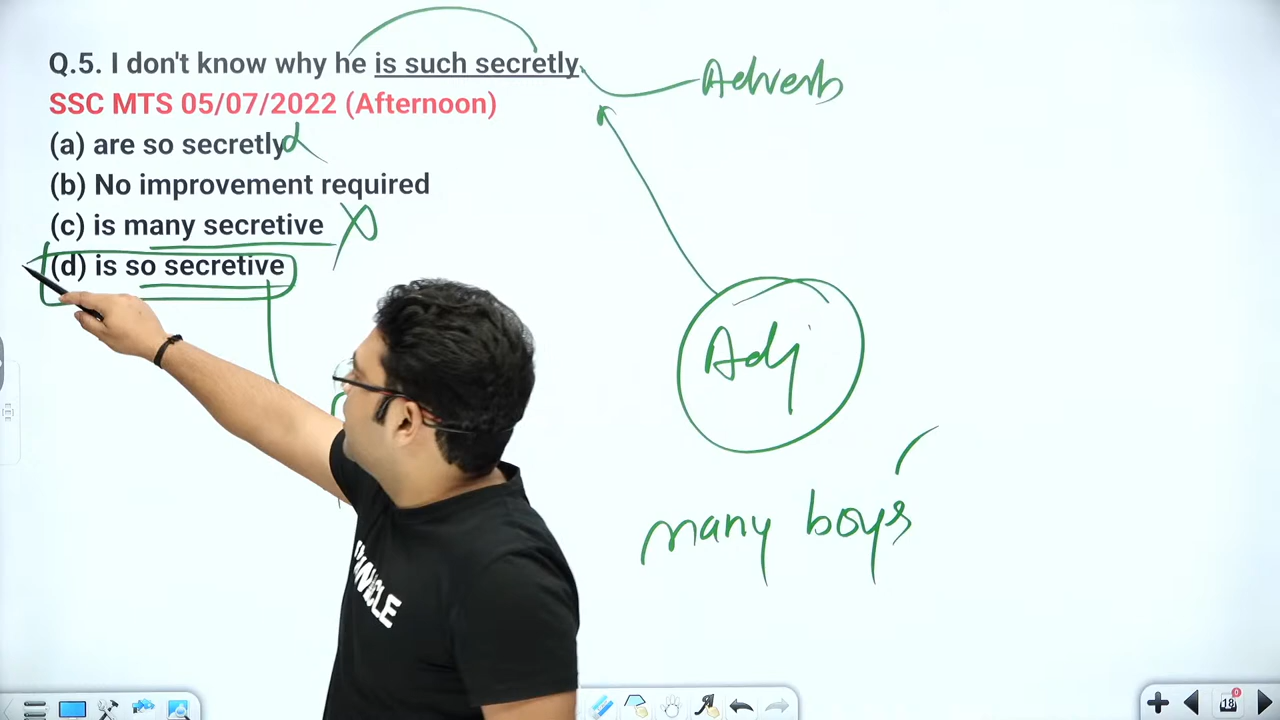 Q.5. I don't know why he is such secretly
Adverb
SSC MTS 05/07/2022 (Afternoon)
(a) are so secretly
(b) No improvement required
(c) is many secretive
(d) is so secretive
Adj
many boys
18